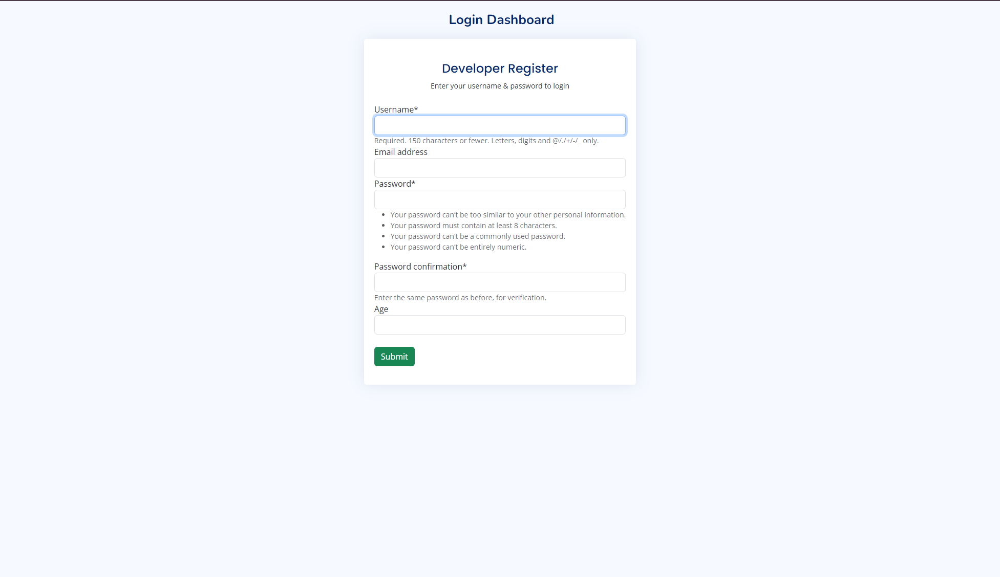 Login Dashboard
Developer Register
Enter your username & password to login
Username*
Required. 150 characters or fewer. Letters, digits and @/./+/-/_ only.
Email address
Password*
Your password can’t be too similar to your other personal information.
Your password must contain at least 8 characters.
Your password can’t be a commonly used password.
Your password can’t be entirely numeric.
Password confirmation*
Enter the same password as before, for verification.
Age
Submit